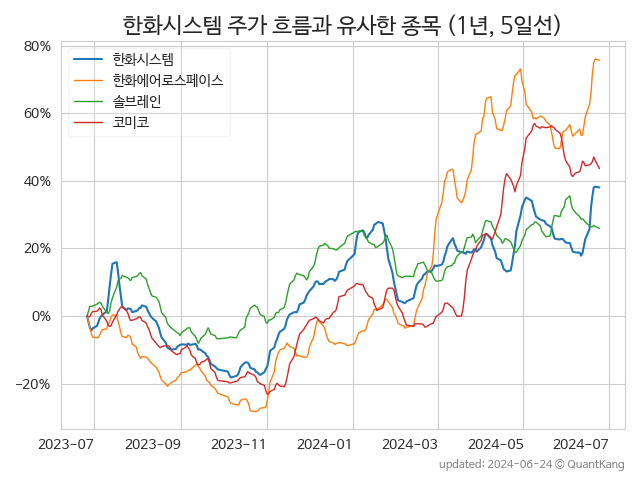 한화시스템 주가 흐름과 유사한 종목 (1년, 5일선)
80%
60%
40%
20%
0%
−20%
한화시스템
한화에어로스페이스
솔브레인
코미코
2023-07 2023-09 2023-11 2024-01 2024-03 2024-05 2024-07
updated: 2024-06-24 © QuantKang